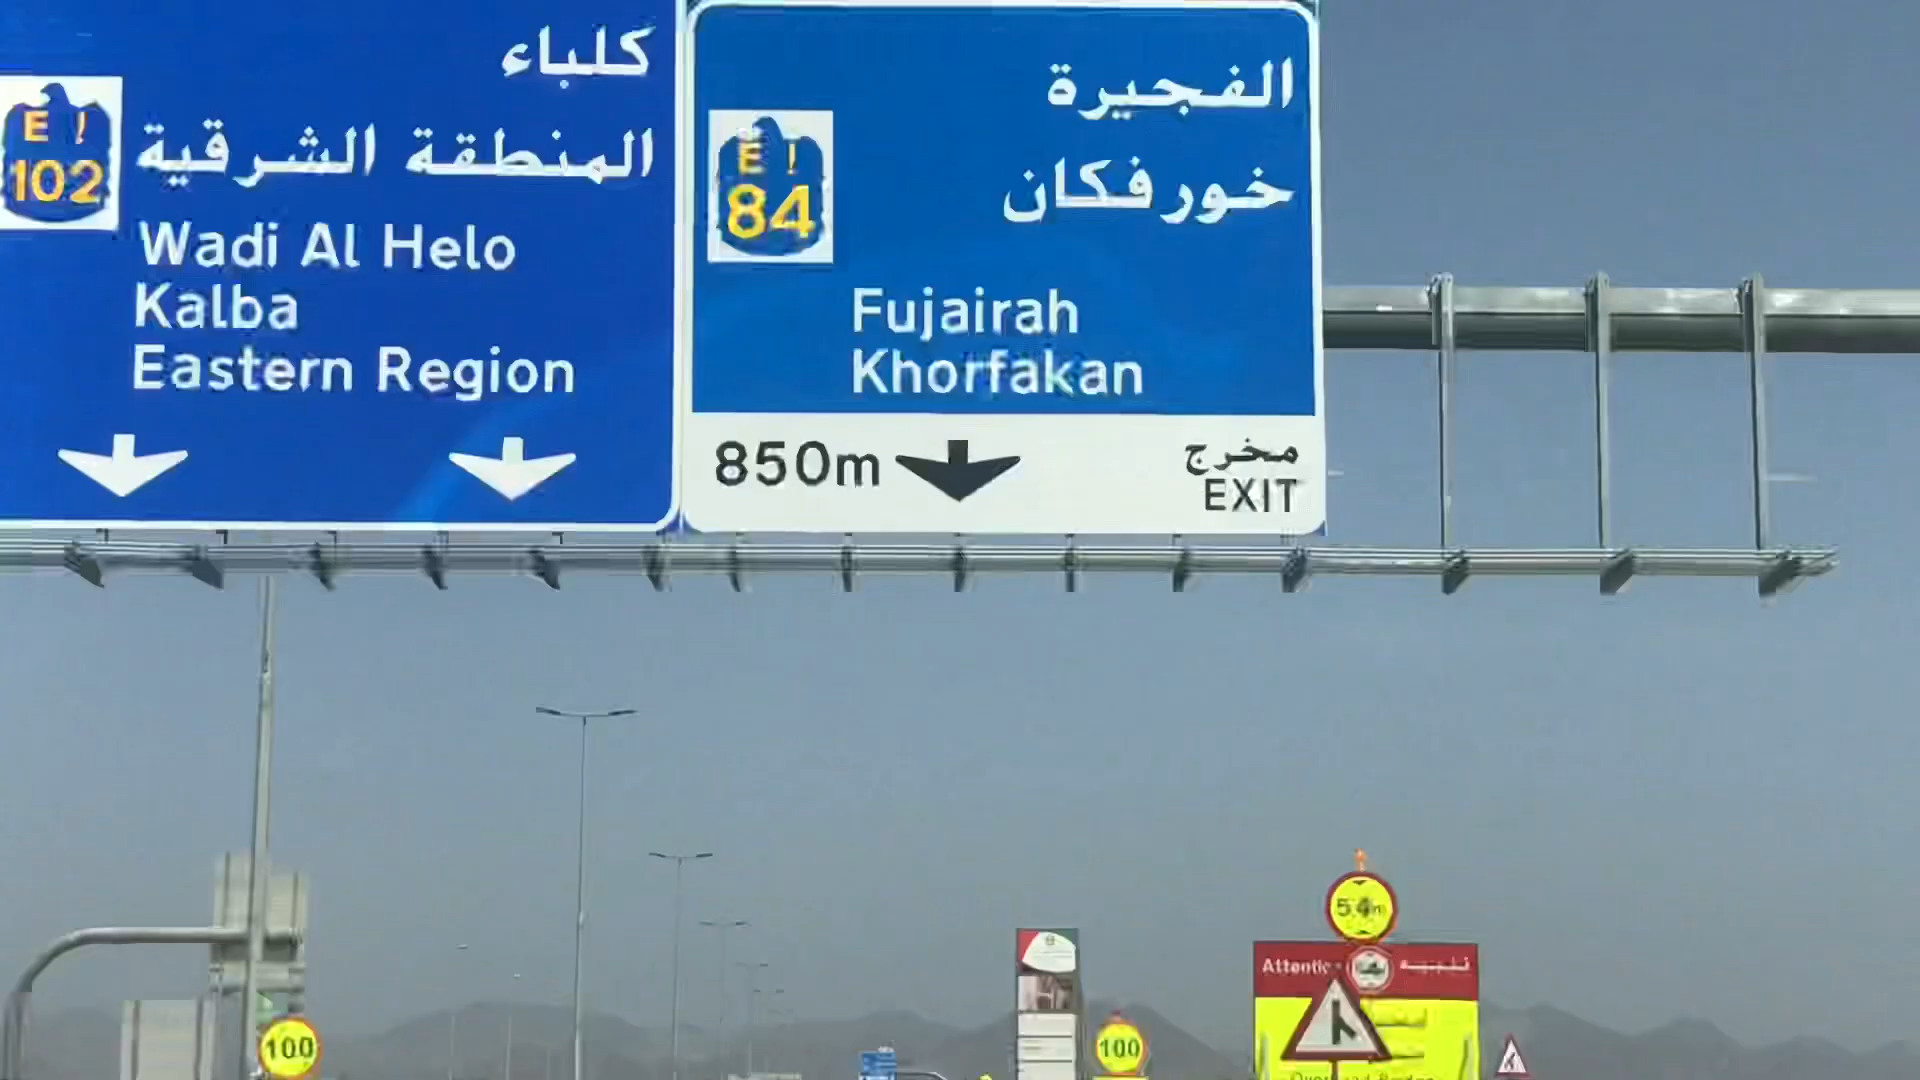 كلباء
المنطقة الشرقية
E
102
Wadi Al Helo
Kalba
Eastern Region
الفجيرة
خورفكان
E
84
Fujairah
Khorfakan
850m
مخرج
EXIT
5.4m
100
100